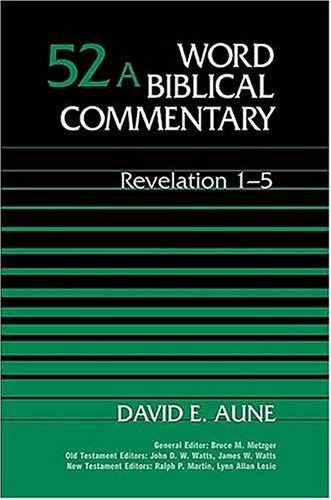 52 A WORD
BIBLICAL
COMMENTARY
Revelation 1–5
DAVID E. AUNE
General Editor: Bruce M. Metzger
Old Testament Editors: John D. W. Watts, James W. Watts
New Testament Editors: Ralph P. Martin, Lynn Allan Losie